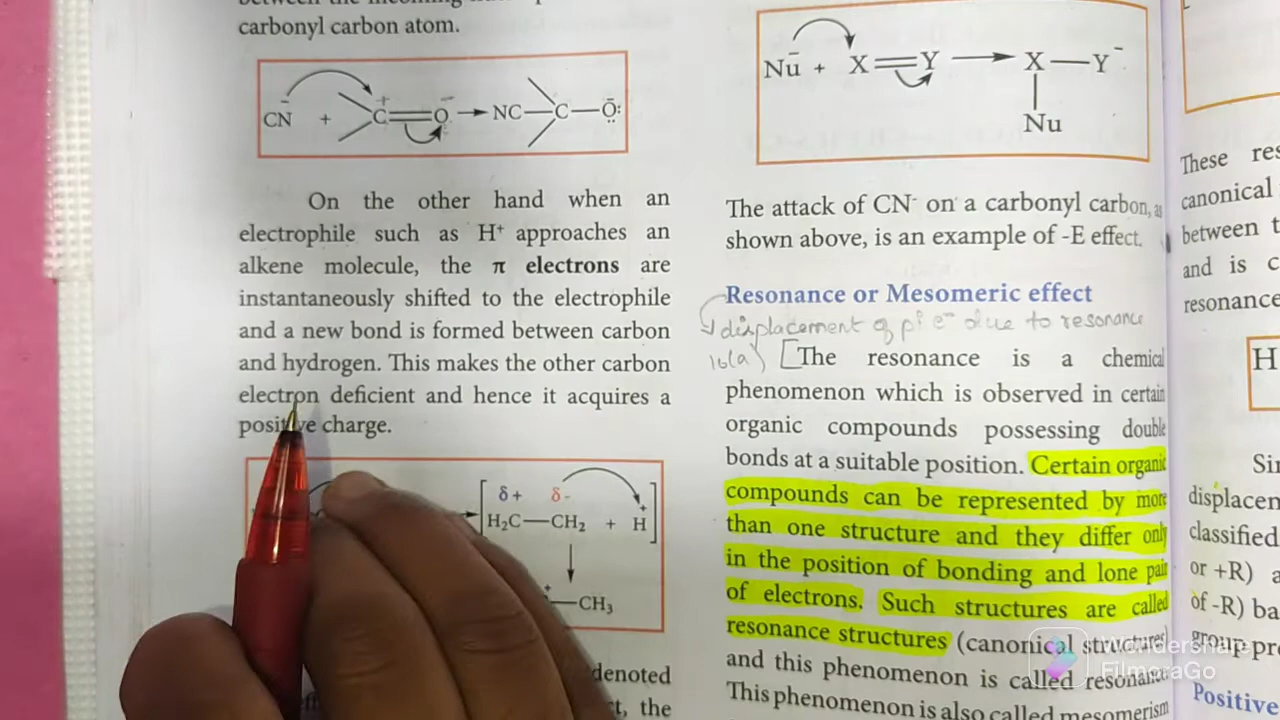 carbonyl carbon atom.
CN̄ + C⁺=O⁻ → NC—C—Ō:
On the other hand when an
electrophile such as H⁺ approaches an
alkene molecule, the π electrons are
instantaneously shifted to the electrophile
and a new bond is formed between carbon
and hydrogen. This makes the other carbon
electron deficient and hence it acquires a
positive charge.
δ+ δ-
H₂C—CH₂ + H⁺
—CH₃
denoted
the
Nū + X=Y → X—Y⁻
Nu
The attack of CN⁻ on a carbonyl carbon, as
shown above, is an example of -E effect.
Resonance or Mesomeric effect
displacement of pi e⁻ due to resonance
16(a) [The resonance is a chemical
phenomenon which is observed in certain
organic compounds possessing double
bonds at a suitable position. Certain organic
compounds can be represented by more
than one structure and they differ only
in the position of bonding and lone pair
of electrons. Such structures are called
resonance structures (canonical structures)
and this phenomenon is called resonance
This phenomenon is also called mesomerism
These
canonical
between
and is
resonance
H
displacem
classified
or +R)
of -R) ba
group pr
Positive
Wondershare
FilmoraGo